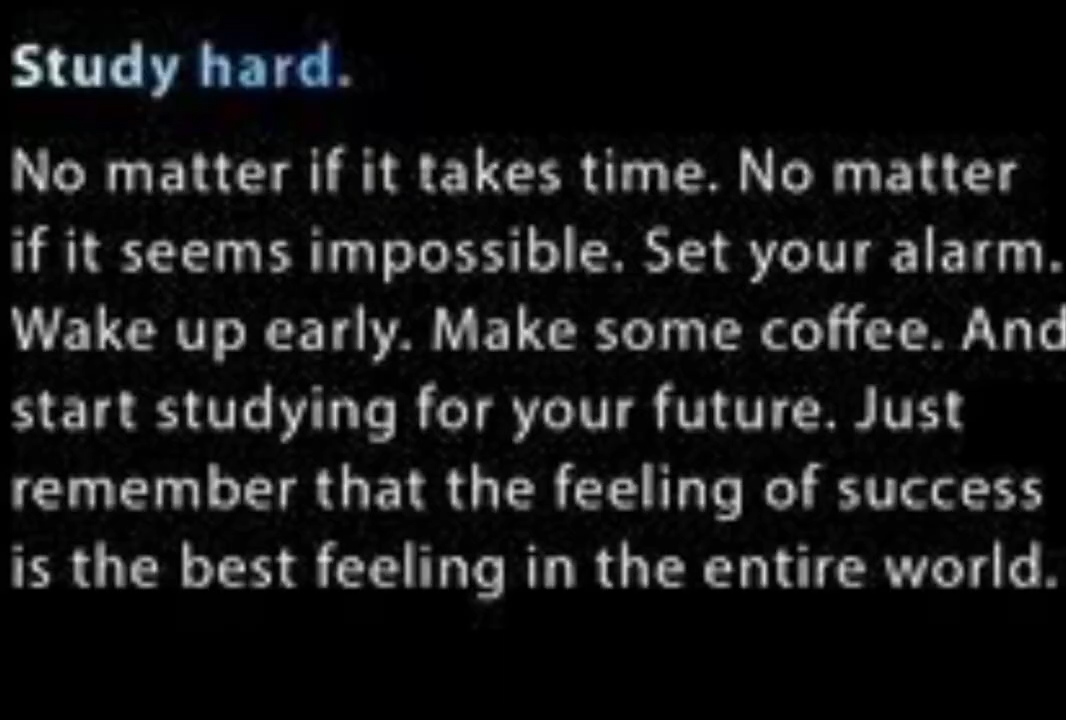 Study hard.
No matter if it takes time. No matter
if it seems impossible. Set your alarm.
Wake up early. Make some coffee. And
start studying for your future. Just
remember that the feeling of success
is the best feeling in the entire world.